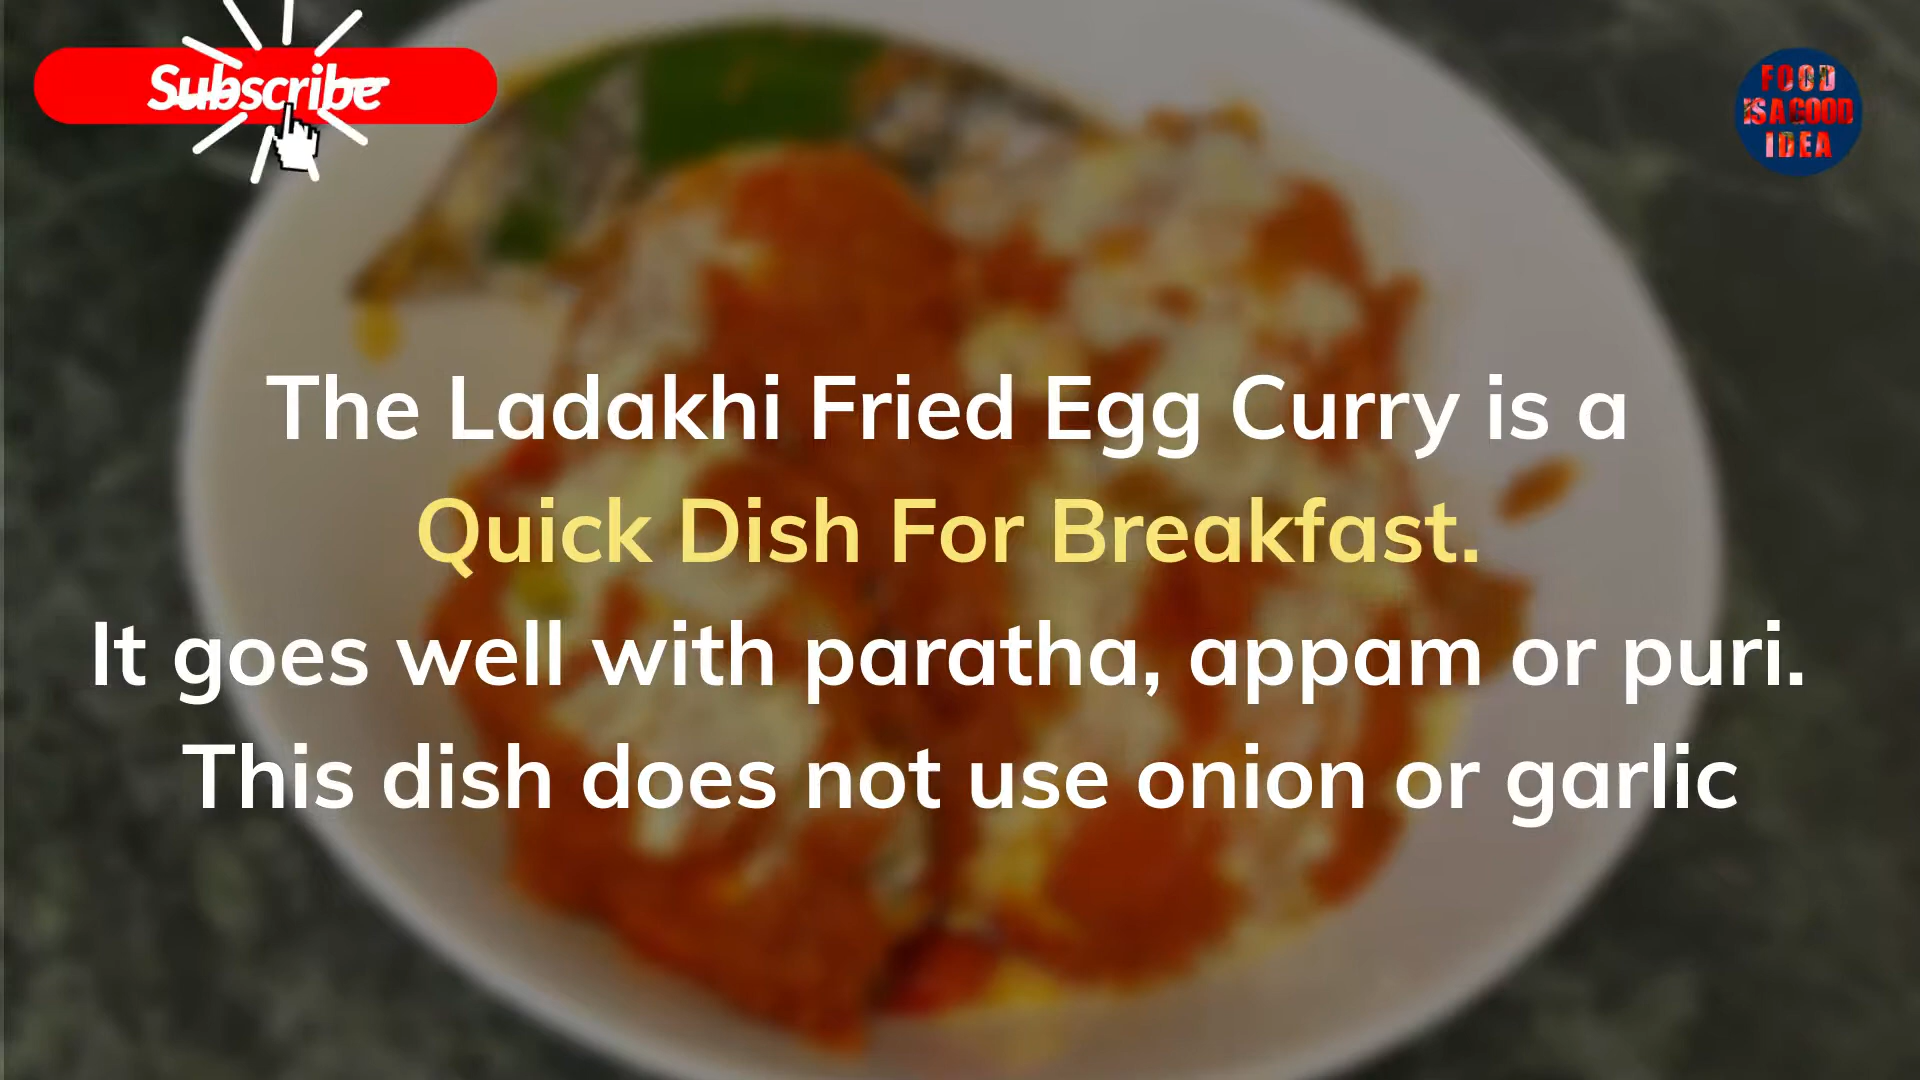 Subscribe
FOOD
IS A GOOD
IDEA
The Ladakhi Fried Egg Curry is a
Quick Dish For Breakfast.
It goes well with paratha, appam or puri.
This dish does not use onion or garlic